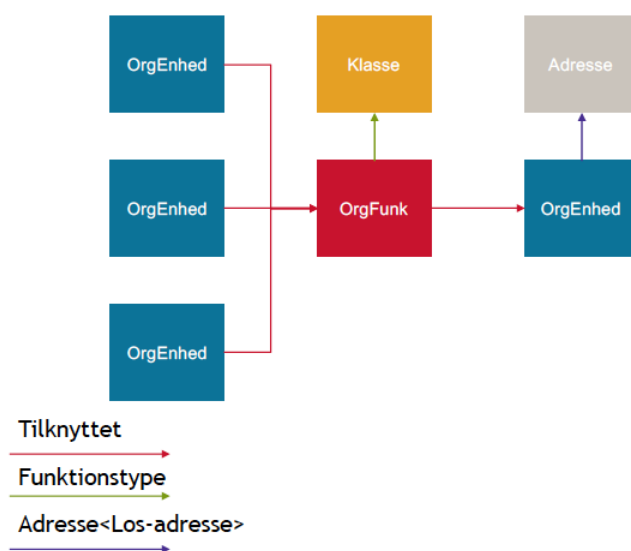 OrgEnhed
Klasse
Adresse
OrgEnhed
OrgFunk
OrgEnhed
OrgEnhed
Tilknyttet
Funktionstype
Adresse<Los-adresse>